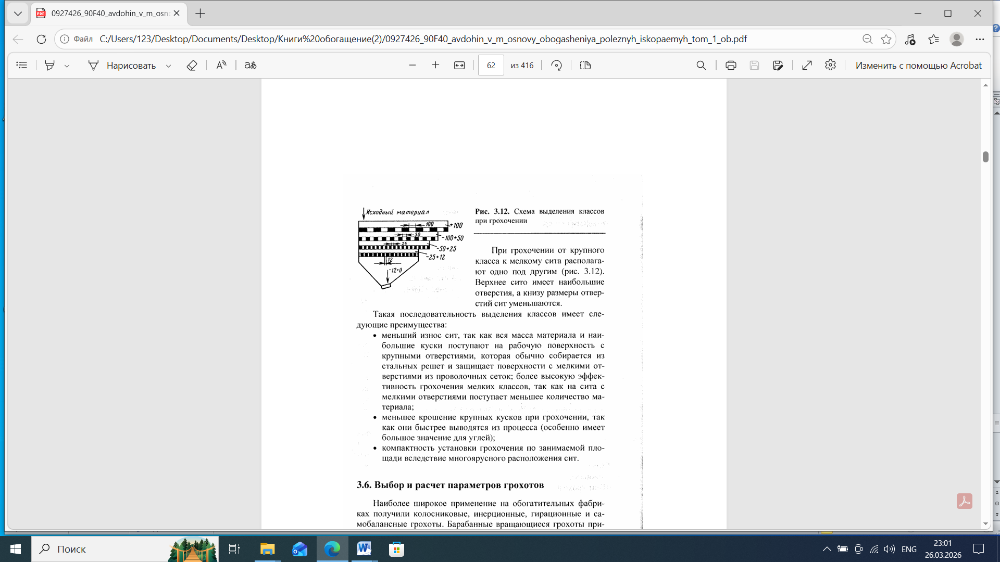 0927426_90F40_avdohin_v_m_osno
Файл C:/Users/123/Desktop/Documents/Desktop/Книги%20обогащение(2)/0927426_90F40_avdohin_v_m_osnovy_obogasheniya_poleznyh_iskopaemyh_tom_1_ob.pdf
Нарисовать аあ 62 из 416 Изменить с помощью Acrobat
Исходный материал
100 +100
50 -100+50
25 -50+25
-25+12
12
-12+0
Рис. 3.12. Схема выделения классов
при грохочении
При грохочении от крупного
класса к мелкому сита располага-
ют одно под другим (рис. 3.12).
Верхнее сито имеет наибольшие
отверстия, а книзу размеры отвер-
стий сит уменьшаются.
Такая последовательность выделения классов имеет сле-
дующие преимущества:
• меньший износ сит, так как вся масса материала и наи-
большие куски поступают на рабочую поверхность с
крупными отверстиями, которая обычно собирается из
стальных решет и защищает поверхности с мелкими от-
верстиями из проволочных сеток; более высокую эффек-
тивность грохочения мелких классов, так как на сита с
мелкими отверстиями поступает меньшее количество ма-
териала;
• меньшее крошение крупных кусков при грохочении, так
как они быстрее выводятся из процесса (особенно имеет
большое значение для углей);
• компактность установки грохочения по занимаемой пло-
щади вследствие многоярусного расположения сит.
3.6. Выбор и расчет параметров грохотов
Наиболее широкое применение на обогатительных фабри-
ках получили колосниковые, инерционные, гирационные и са-
мобалансные грохоты. Барабанные вращающиеся грохоты при-
Поиск
ENG
23:01
26.03.2026